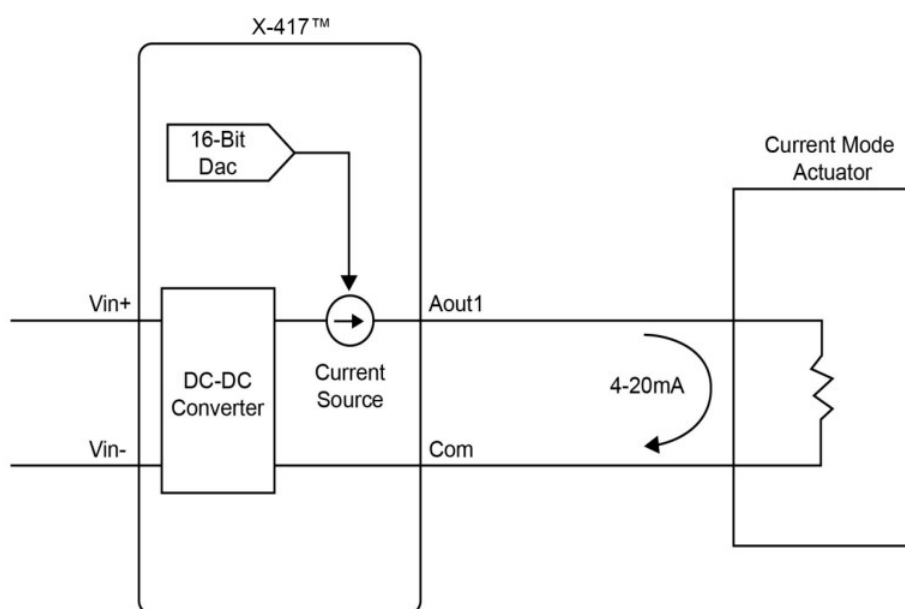 X-417™
16-Bit
Dac
Current Mode
Actuator
Vin+
Aout1
DC-DC
Converter
Current
Source
4-20mA
Vin-
Com